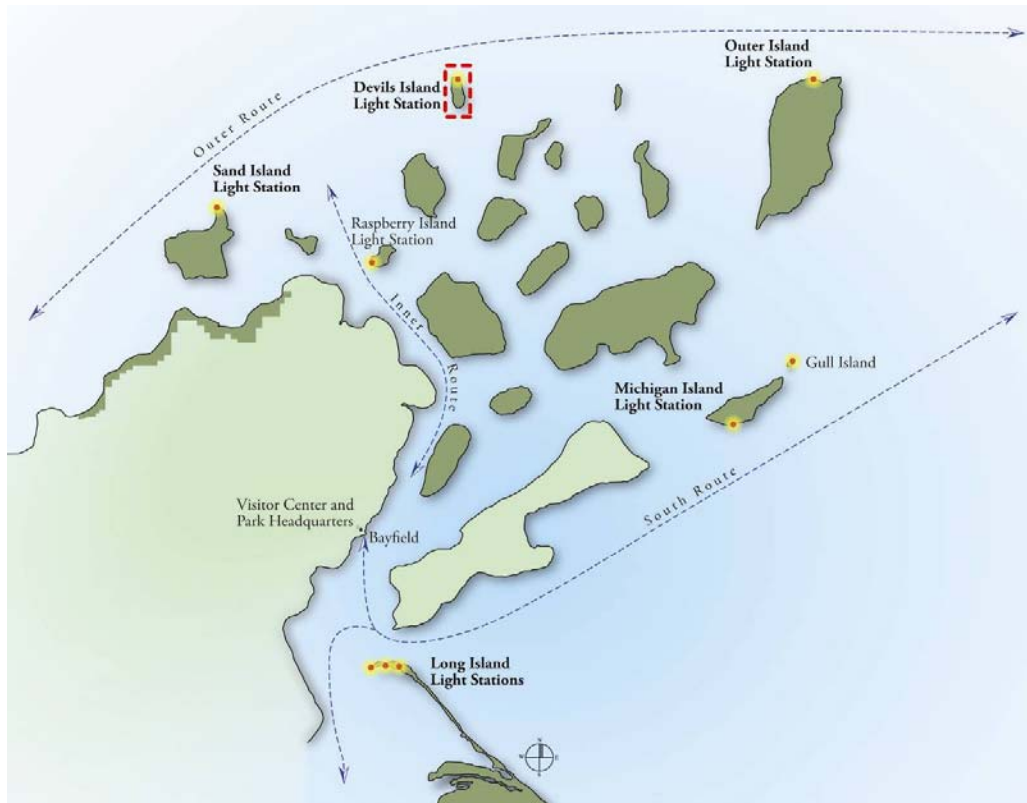 Outer Island
Light Station
Devils Island
Light Station
Outer Route
Sand Island
Light Station
Raspberry Island
Light Station
Inner
Route
Gull Island
Michigan Island
Light Station
South Route
Visitor Center and
Park Headquarters
Bayfield
Long Island
Light Stations
N
W
E
S